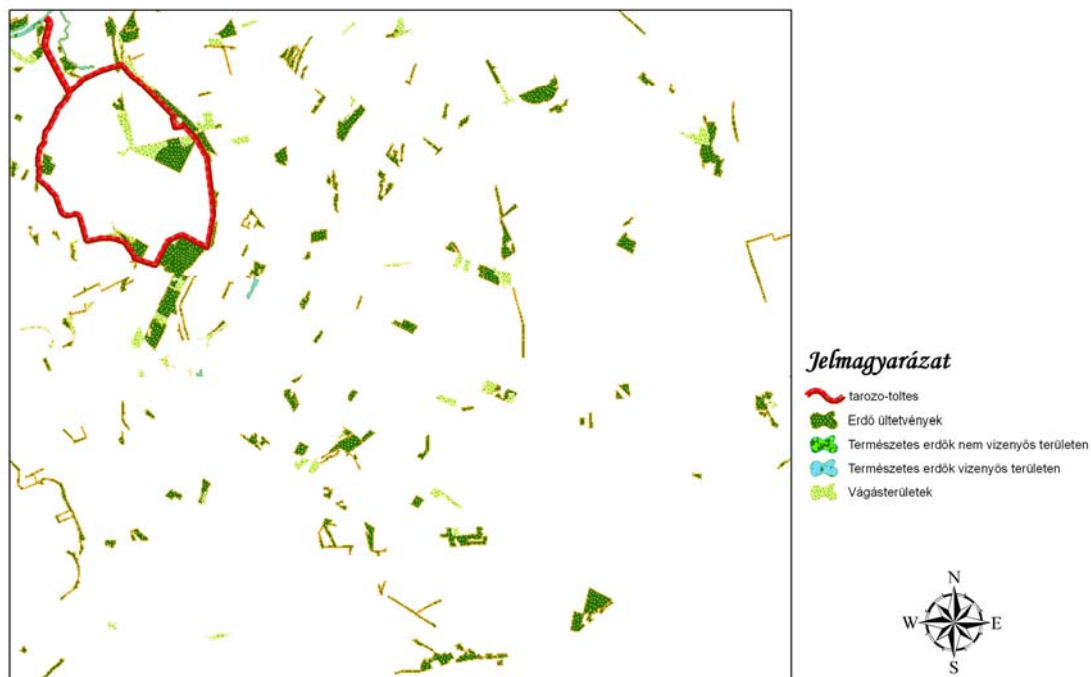 Jelmagyarázat
tarozo-toltes
Erdő ültetvények
Természetes erdők nem vizenyős területen
Természetes erdők vizenyős területen
Vágásterületek
N
W E
S